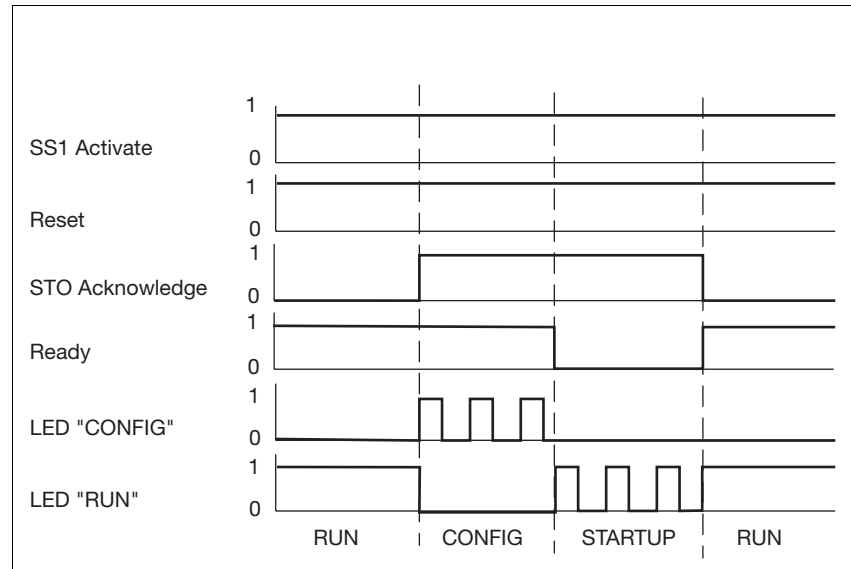 1
SS1 Activate
0
1
Reset
0
1
STO Acknowledge
0
1
Ready
0
1
LED "CONFIG"
0
1
LED "RUN"
0
RUN CONFIG STARTUP RUN